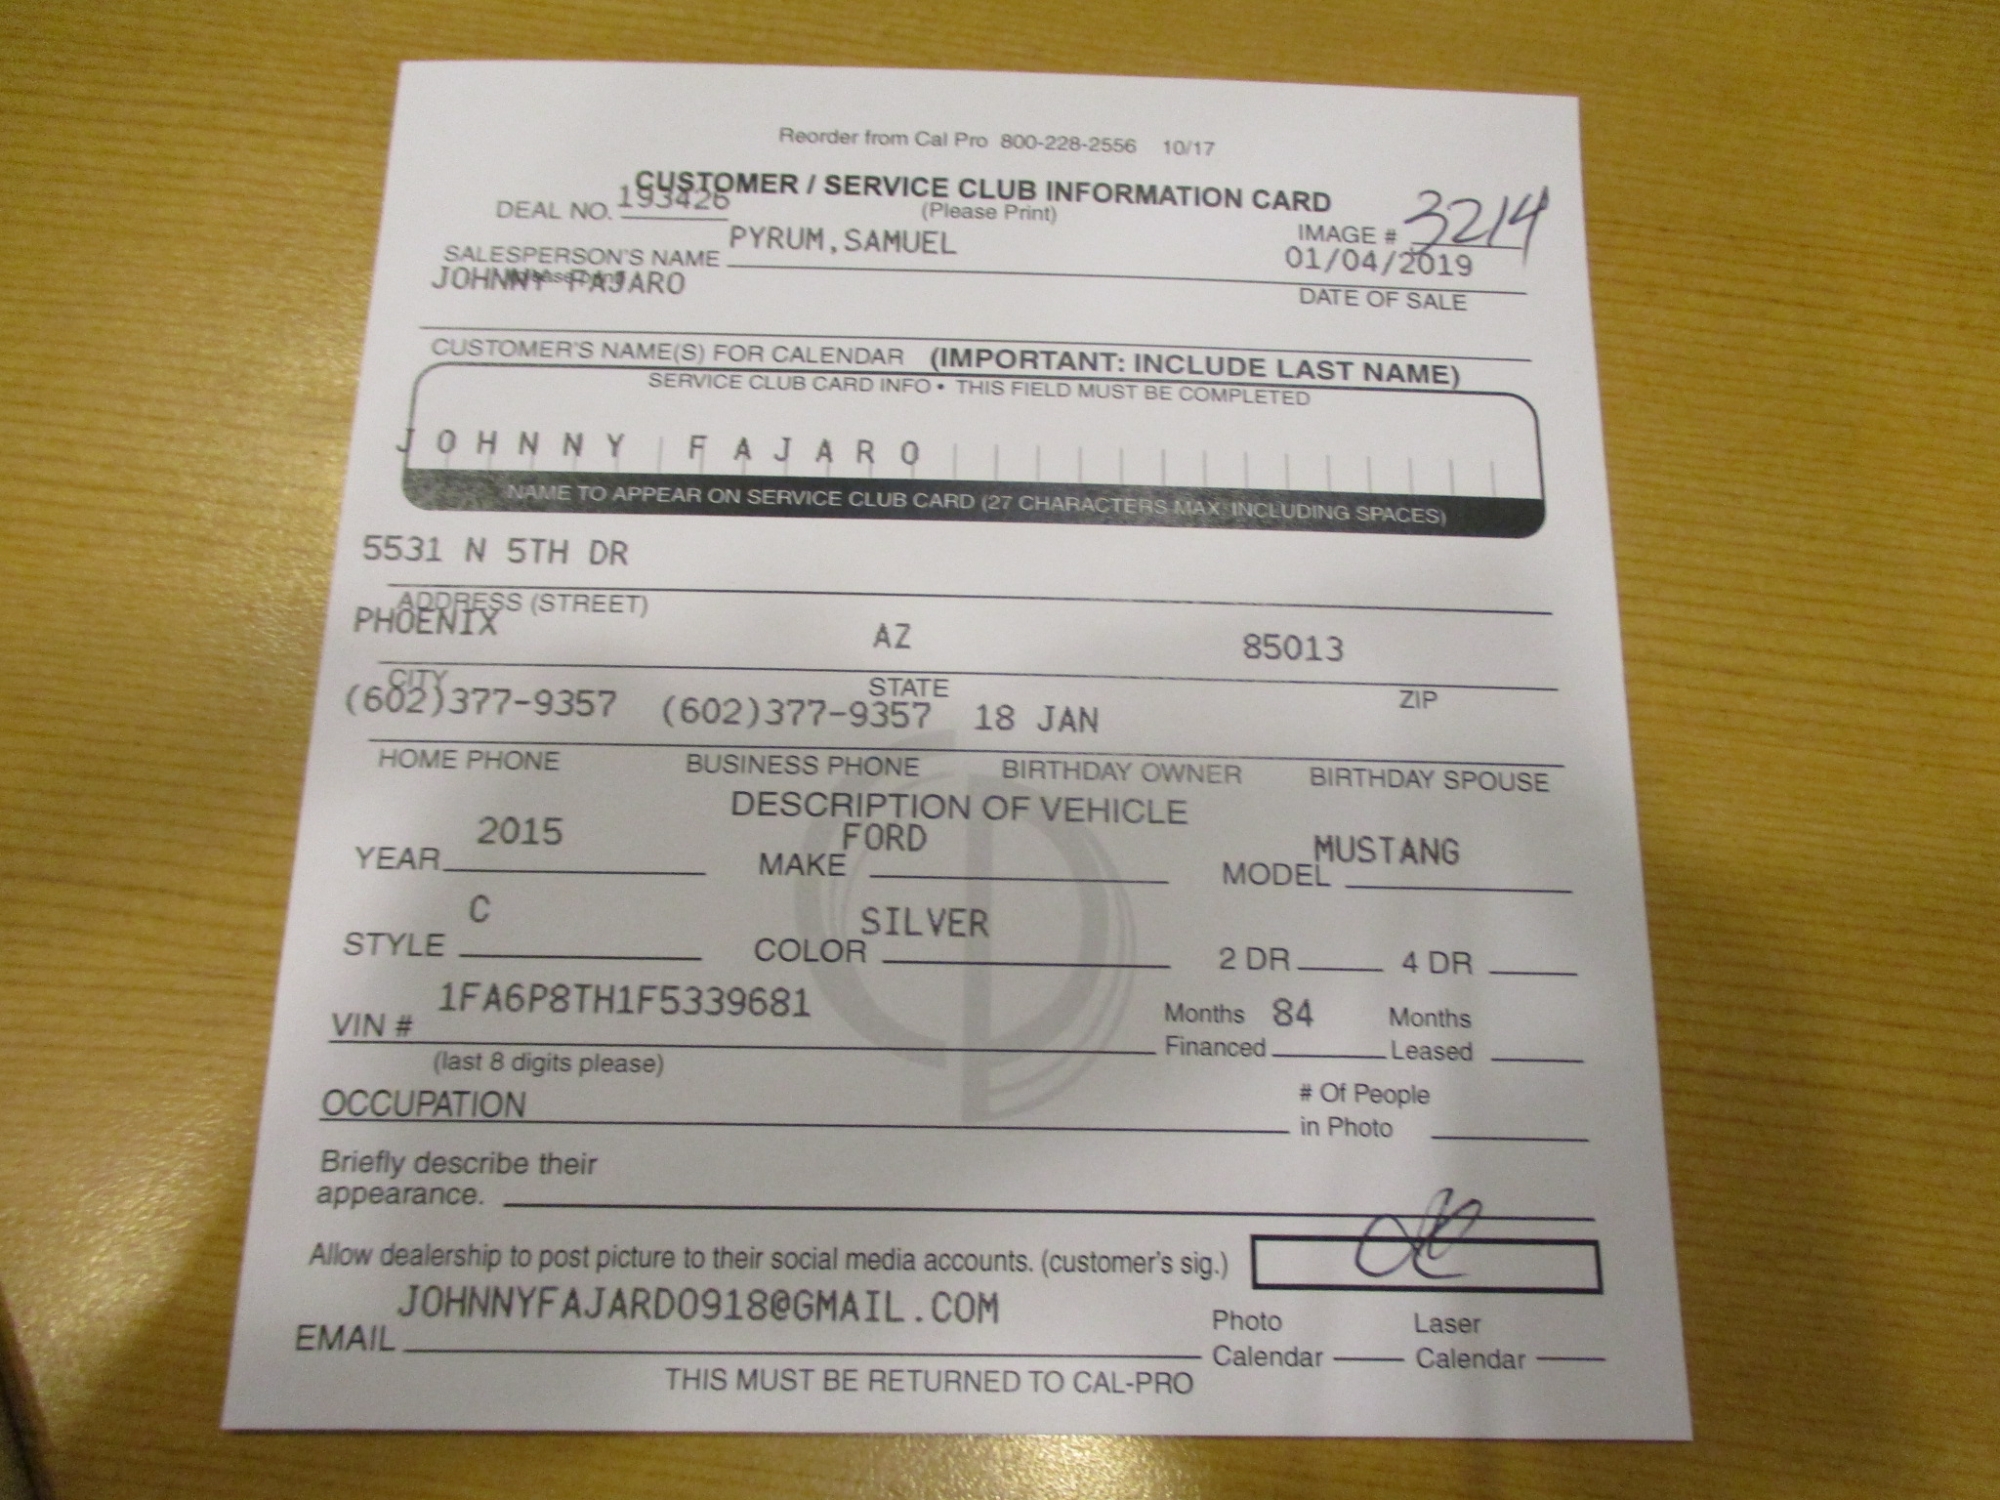 Reorder from Cal Pro 800-228-2556 10/17
CUSTOMER / SERVICE CLUB INFORMATION CARD
(Please Print)
DEAL NO. 193426
IMAGE # 3214
SALESPERSON'S NAME PYRUM,SAMUEL
01/04/2019
DATE OF SALE
JOHNNY FAJARO
CUSTOMER'S NAME(S) FOR CALENDAR (IMPORTANT: INCLUDE LAST NAME)
SERVICE CLUB CARD INFO • THIS FIELD MUST BE COMPLETED
JOHNNY FAJARO
NAME TO APPEAR ON SERVICE CLUB CARD (27 CHARACTERS MAX. INCLUDING SPACES)
5531 N 5TH DR
ADDRESS (STREET)
PHOENIX AZ 85013
CITY STATE ZIP
(602)377-9357 (602)377-9357 18 JAN
HOME PHONE BUSINESS PHONE BIRTHDAY OWNER BIRTHDAY SPOUSE
DESCRIPTION OF VEHICLE
YEAR 2015 MAKE FORD MODEL MUSTANG
STYLE C COLOR SILVER 2 DR 4 DR
VIN # 1FA6P8TH1F5339681
(last 8 digits please)
Months Financed 84 Months Leased
OCCUPATION
# Of People
in Photo
Briefly describe their
appearance.
Allow dealership to post picture to their social media accounts. (customer's sig.)
EMAIL JOHNNYFAJARDO918@GMAIL.COM
Photo Calendar Laser Calendar
THIS MUST BE RETURNED TO CAL-PRO